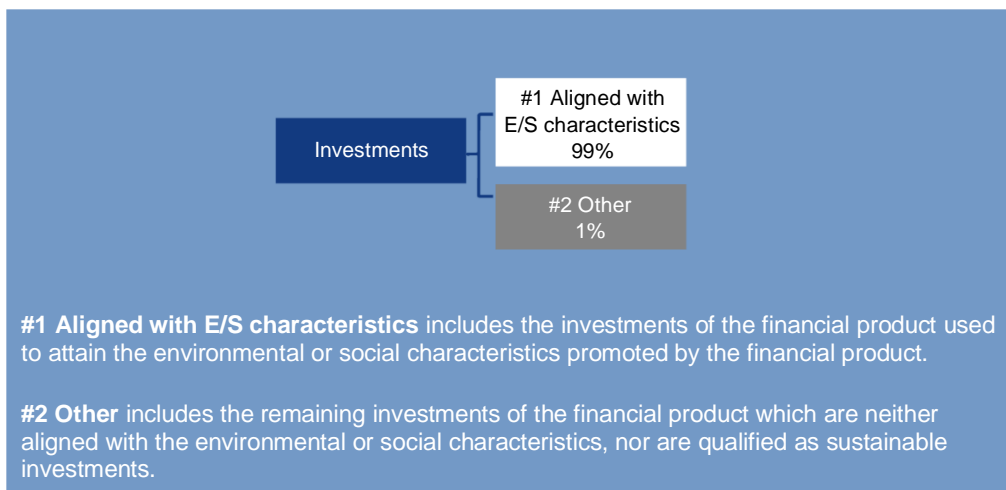 #1 Aligned with
E/S characteristics
99%
Investments
#2 Other
1%
#1 Aligned with E/S characteristics includes the investments of the financial product used
to attain the environmental or social characteristics promoted by the financial product.
#2 Other includes the remaining investments of the financial product which are neither
aligned with the environmental or social characteristics, nor are qualified as sustainable
investments.